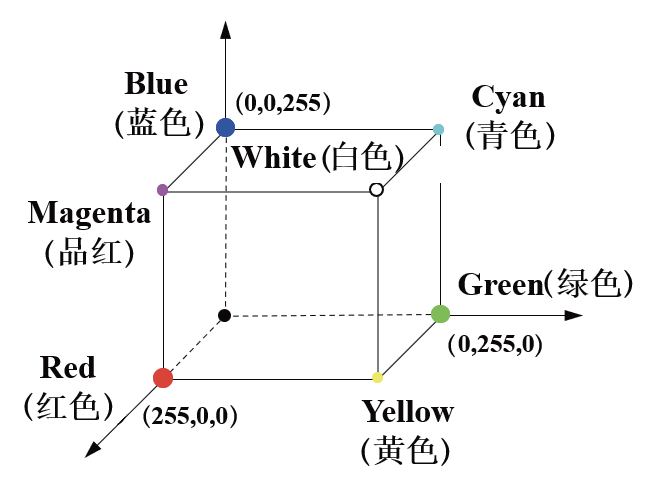 Blue
(蓝色)
(0,0,255)
Cyan
(青色)
White(白色)
Magenta
(品红)
Green(绿色)
(0,255,0)
Red
(红色)
(255,0,0)
Yellow
(黄色)